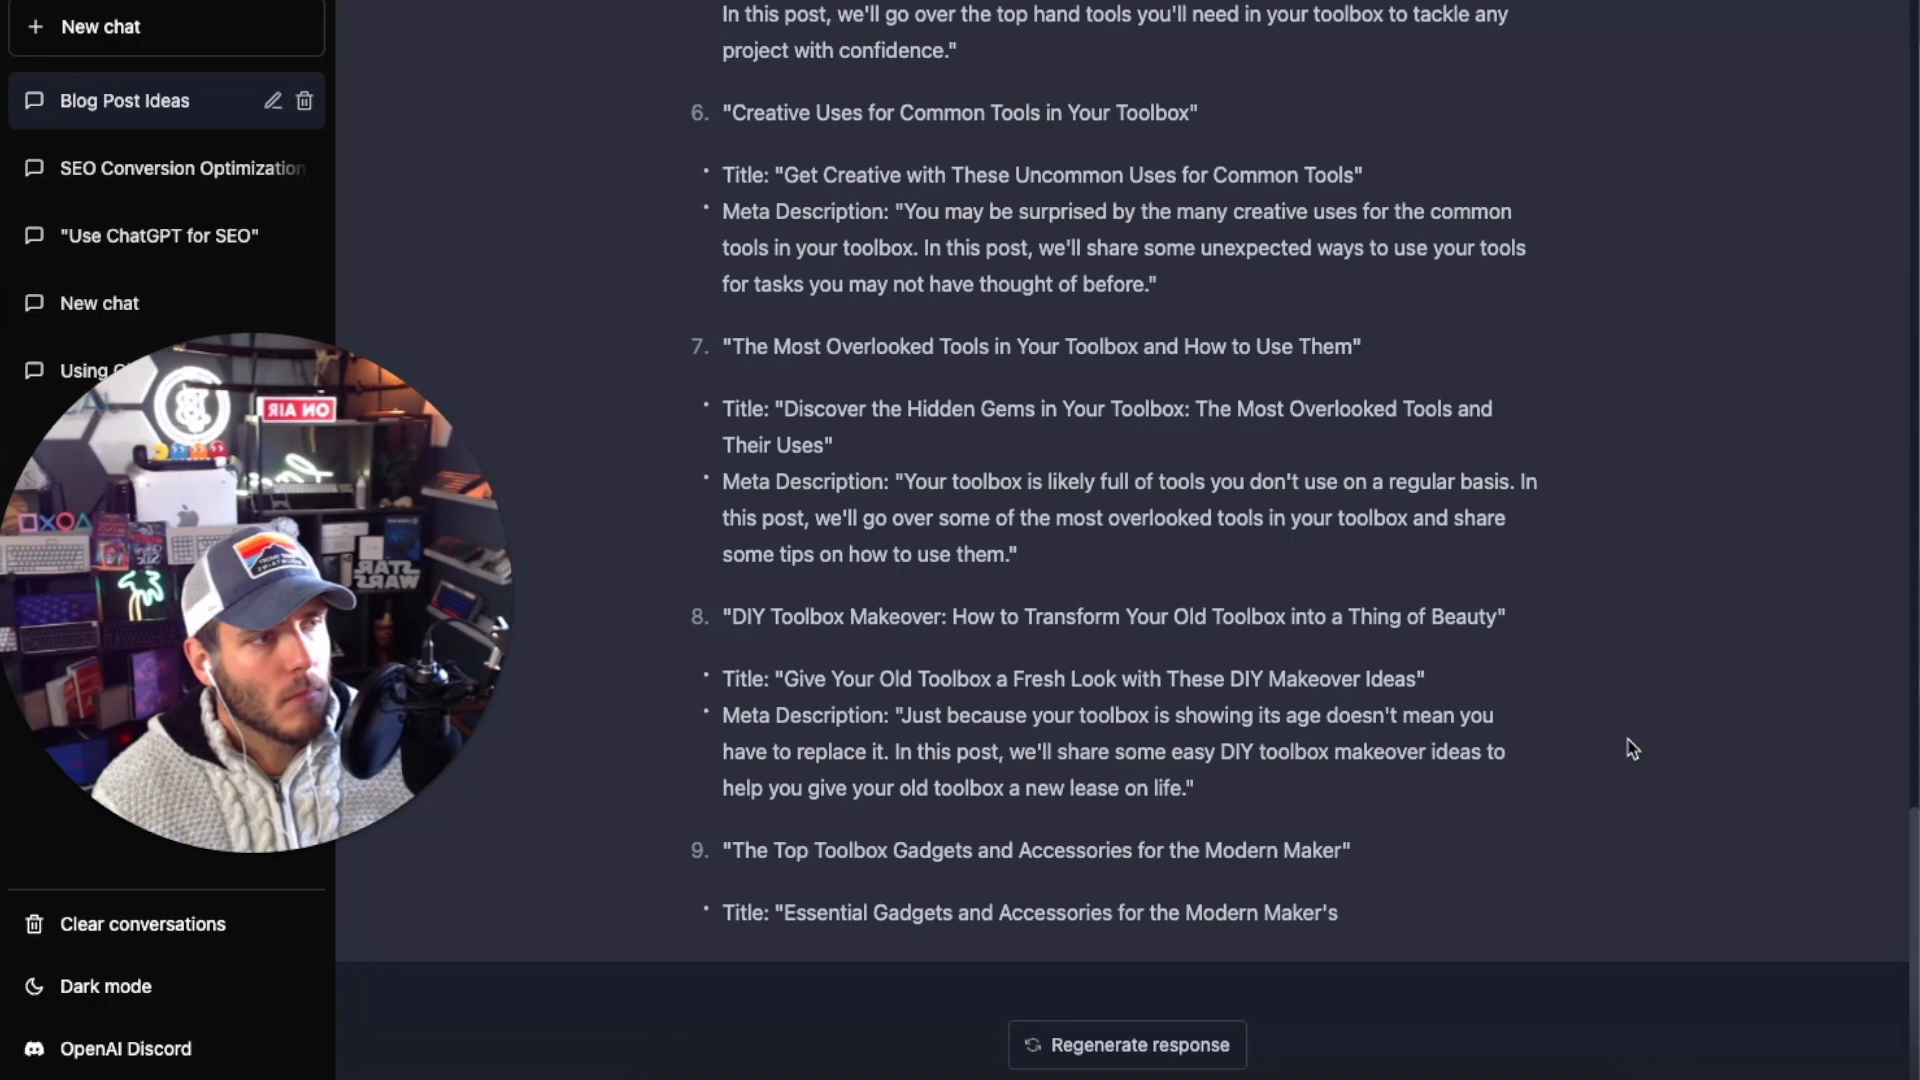 New chat
Blog Post Ideas
SEO Conversion Optimization
"Use ChatGPT for SEO"
New chat
Using
ON AIR
STAR
WARS
Clear conversations
Dark mode
OpenAI Discord
In this post, we'll go over the top hand tools you'll need in your toolbox to tackle any
project with confidence."
6. "Creative Uses for Common Tools in Your Toolbox"
• Title: "Get Creative with These Uncommon Uses for Common Tools"
• Meta Description: "You may be surprised by the many creative uses for the common
tools in your toolbox. In this post, we'll share some unexpected ways to use your tools
for tasks you may not have thought of before."
7. "The Most Overlooked Tools in Your Toolbox and How to Use Them"
• Title: "Discover the Hidden Gems in Your Toolbox: The Most Overlooked Tools and
Their Uses"
• Meta Description: "Your toolbox is likely full of tools you don't use on a regular basis. In
this post, we'll go over some of the most overlooked tools in your toolbox and share
some tips on how to use them."
8. "DIY Toolbox Makeover: How to Transform Your Old Toolbox into a Thing of Beauty"
• Title: "Give Your Old Toolbox a Fresh Look with These DIY Makeover Ideas"
• Meta Description: "Just because your toolbox is showing its age doesn't mean you
have to replace it. In this post, we'll share some easy DIY toolbox makeover ideas to
help you give your old toolbox a new lease on life."
9. "The Top Toolbox Gadgets and Accessories for the Modern Maker"
• Title: "Essential Gadgets and Accessories for the Modern Maker's
Regenerate response